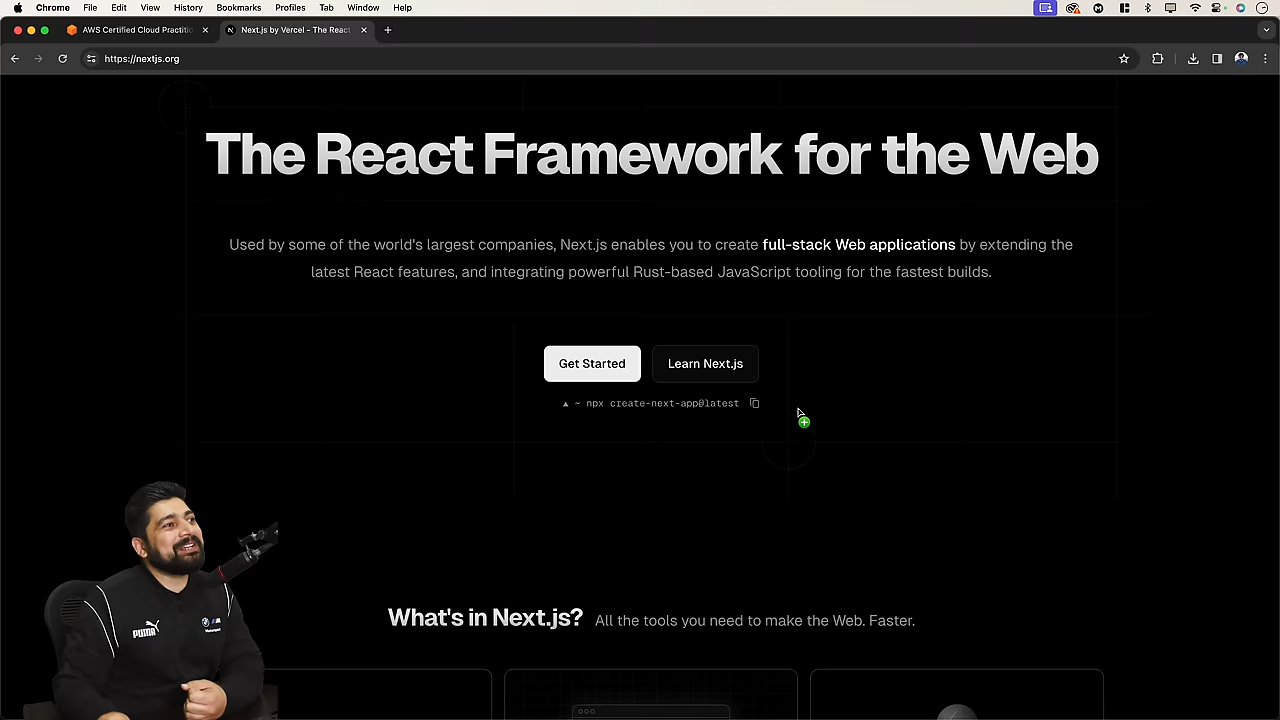 Chrome File Edit View History Bookmarks Profiles Tab Window Help
AWS Certified Cloud Practitio
Next.js by Vercel - The React
https://nextjs.org
The React Framework for the Web
Used by some of the world's largest companies, Next.js enables you to create full-stack Web applications by extending the
latest React features, and integrating powerful Rust-based JavaScript tooling for the fastest builds.
Get Started
Learn Next.js
▲ ~ npx create-next-app@latest
What's in Next.js? All the tools you need to make the Web. Faster.
PUMA